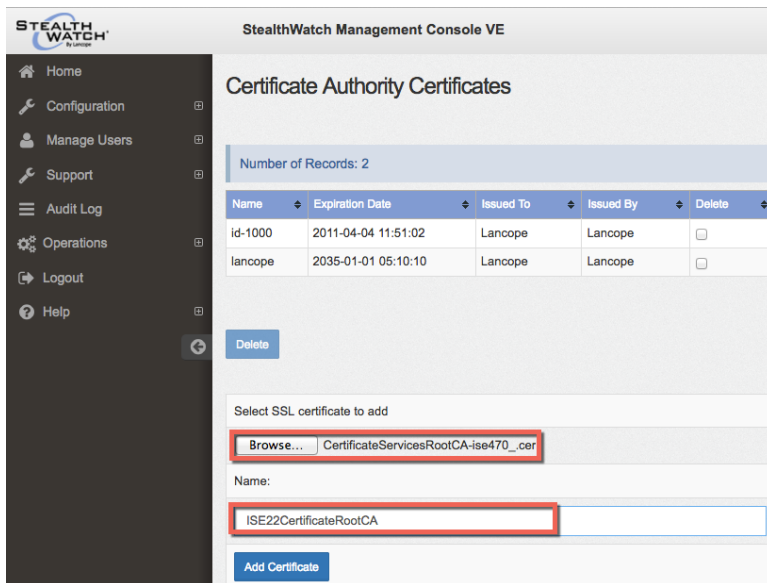 STEALTH
WATCH
By Lancope
StealthWatch Management Console VE
Home
Configuration
Manage Users
Support
Audit Log
Operations
Logout
Help
Certificate Authority Certificates
Number of Records: 2
Name Expiration Date Issued To Issued By Delete
id-1000 2011-04-04 11:51:02 Lancope Lancope
lancope 2035-01-01 05:10:10 Lancope Lancope
Delete
Select SSL certificate to add
Browse... CertificateServicesRootCA-ise470_.cer
Name:
ISE22CertificateRootCA
Add Certificate